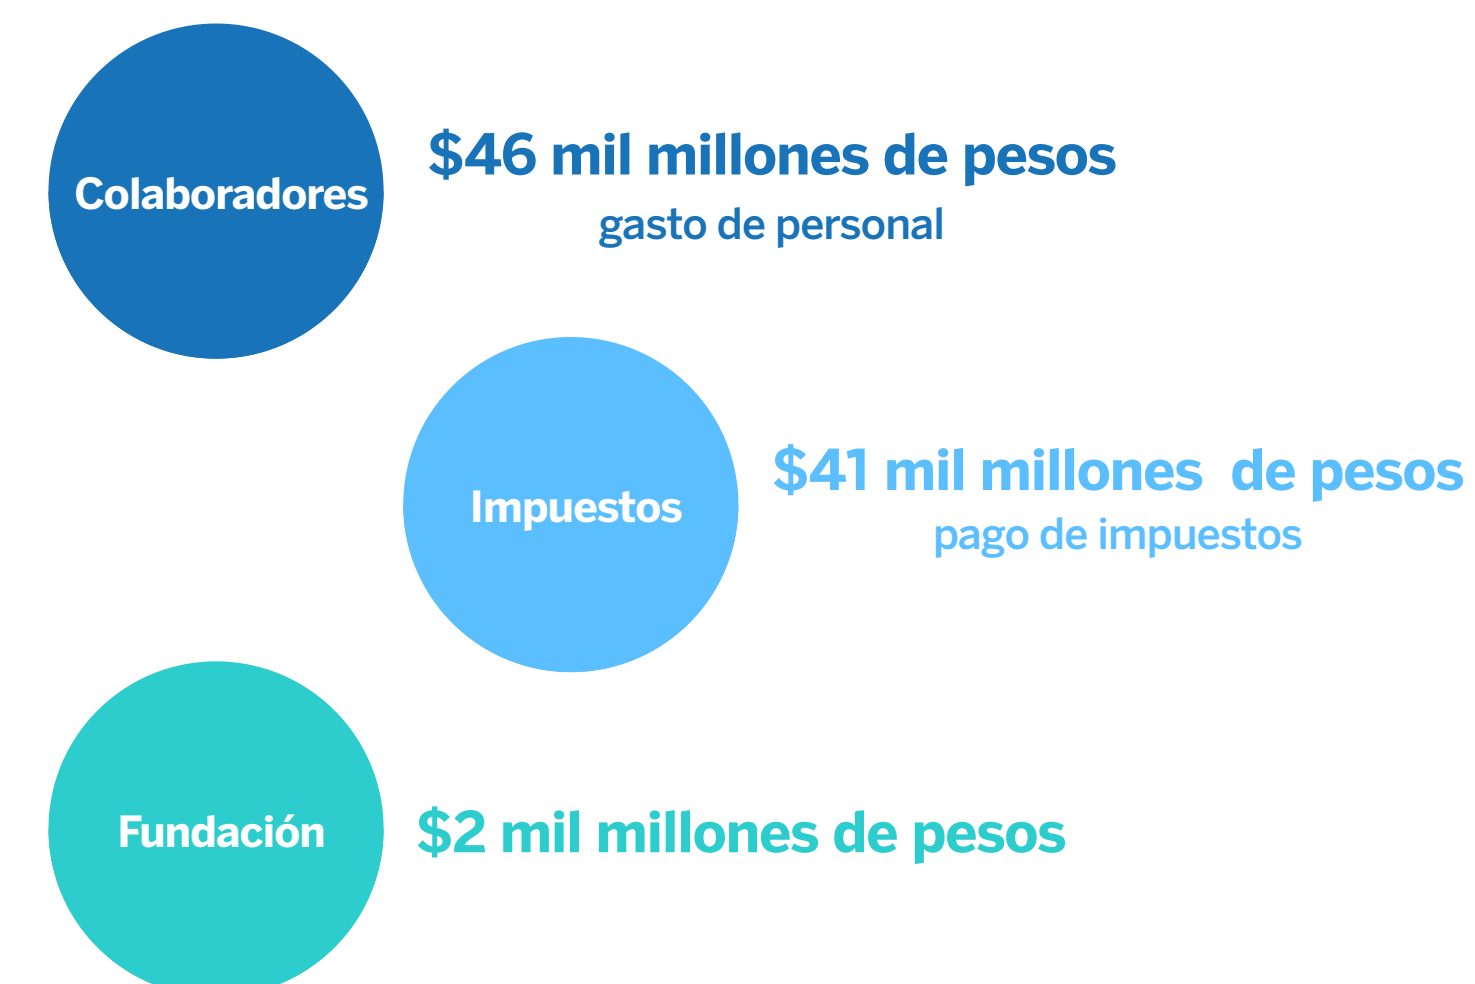 Colaboradores
$46 mil millones de pesos
gasto de personal
Impuestos
$41 mil millones de pesos
pago de impuestos
Fundación
$2 mil millones de pesos